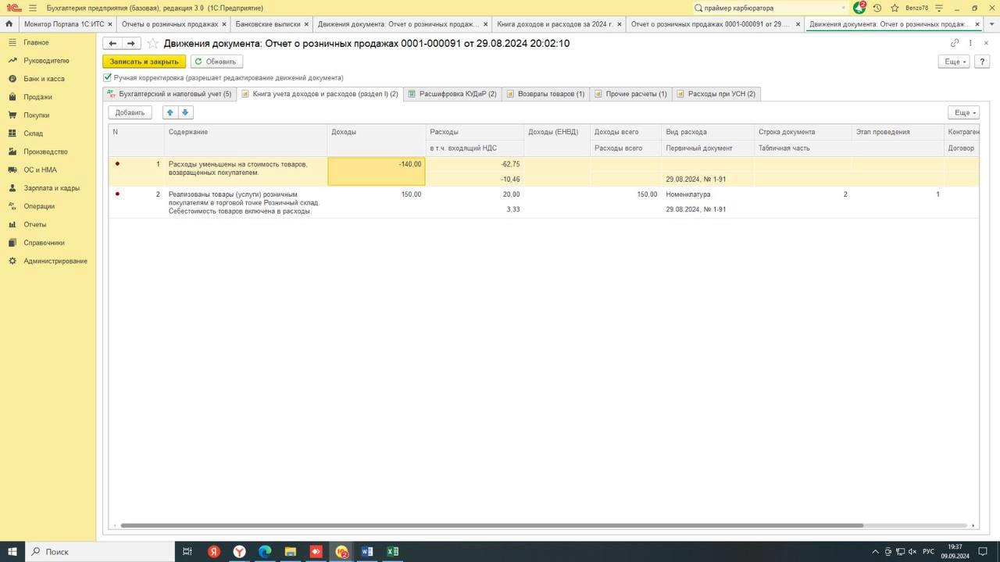 1С Бухгалтерия предприятия (базовая), редакция 3.0 (1С:Предприятие) праймер карбюратора × 2 Benzo78
Монитор Портала 1С:ИТС × Отчеты о розничных продажах × Банковские выписки × Движения документа: Отчет о розничных продаж... × Книга доходов и расходов за 2024 г. × Отчет о розничных продажах 0001-000091 от 29.... × Движения документа: Отчет о розничных продаж... ×
Главное
Руководителю
Банк и касса
Продажи
Покупки
Склад
Производство
ОС и НМА
Зарплата и кадры
Операции
Отчеты
Справочники
Администрирование
Движения документа: Отчет о розничных продажах 0001-000091 от 29.08.2024 20:02:10
Записать и закрыть Обновить Еще ?
Ручная корректировка (разрешает редактирование движений документа)
Дт Кт Бухгалтерский и налоговый учет (5) Книга учета доходов и расходов (раздел I) (2) Расшифровка КУДиР (2) Возвраты товаров (1) Прочие расчеты (1) Расходы при УСН (2)
Добавить Еще
N Содержание Доходы Расходы Доходы (ЕНВД) Доходы всего Вид расхода Строка документа Этап проведения Контраген
в т.ч. входящий НДС Расходы всего Первичный документ Табличная часть Договор
1 Расходы уменьшены на стоимость товаров, -140,00 -62,75
возвращенных покупателем.
-10,46 29.08.2024, № 1-91
2 Реализованы товары (услуги) розничным 150,00 20,00 150,00 Номенклатура 2 1
покупателям в торговой точке Розничный склад.
Себестоимость товаров включена в расходы. 3,33 29.08.2024, № 1-91
Поиск Я Y 2 W X РУС 19:37
09.09.2024